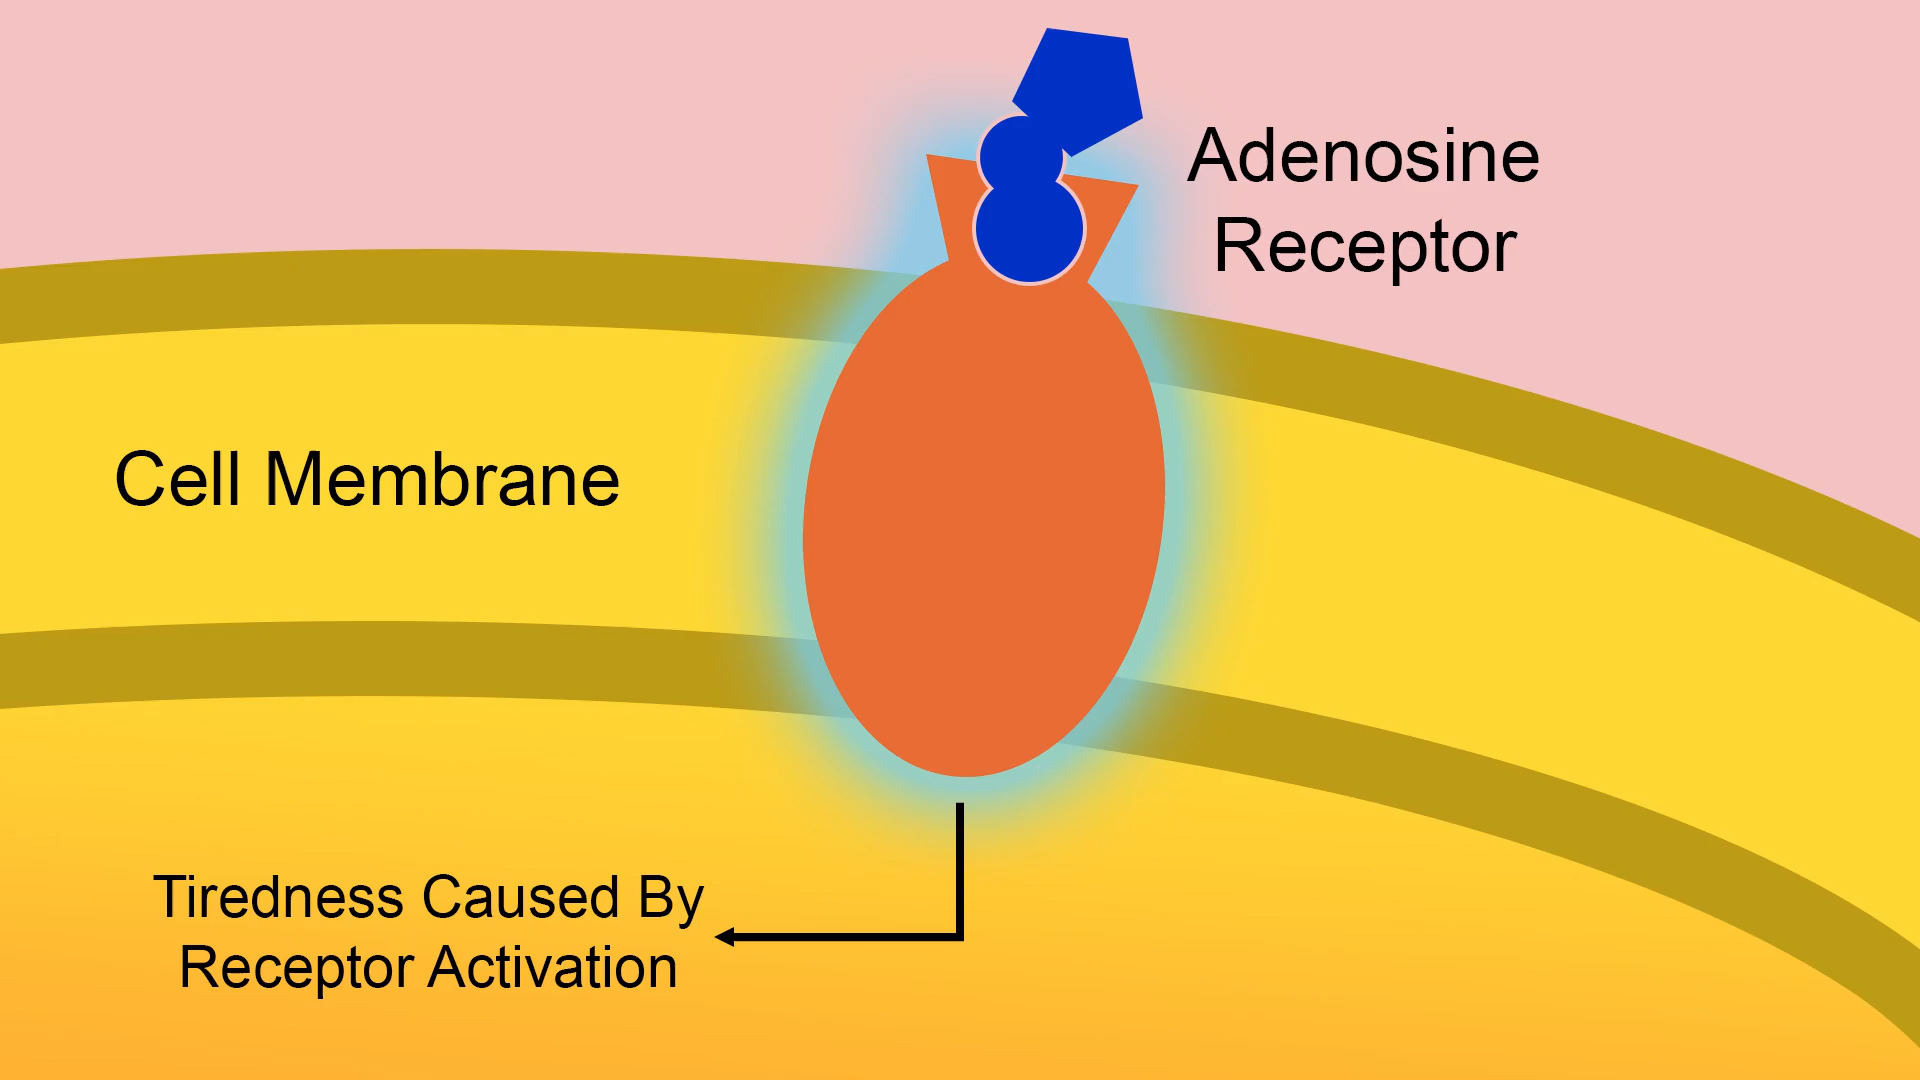 Adenosine
Receptor
Cell Membrane
Tiredness Caused By
Receptor Activation